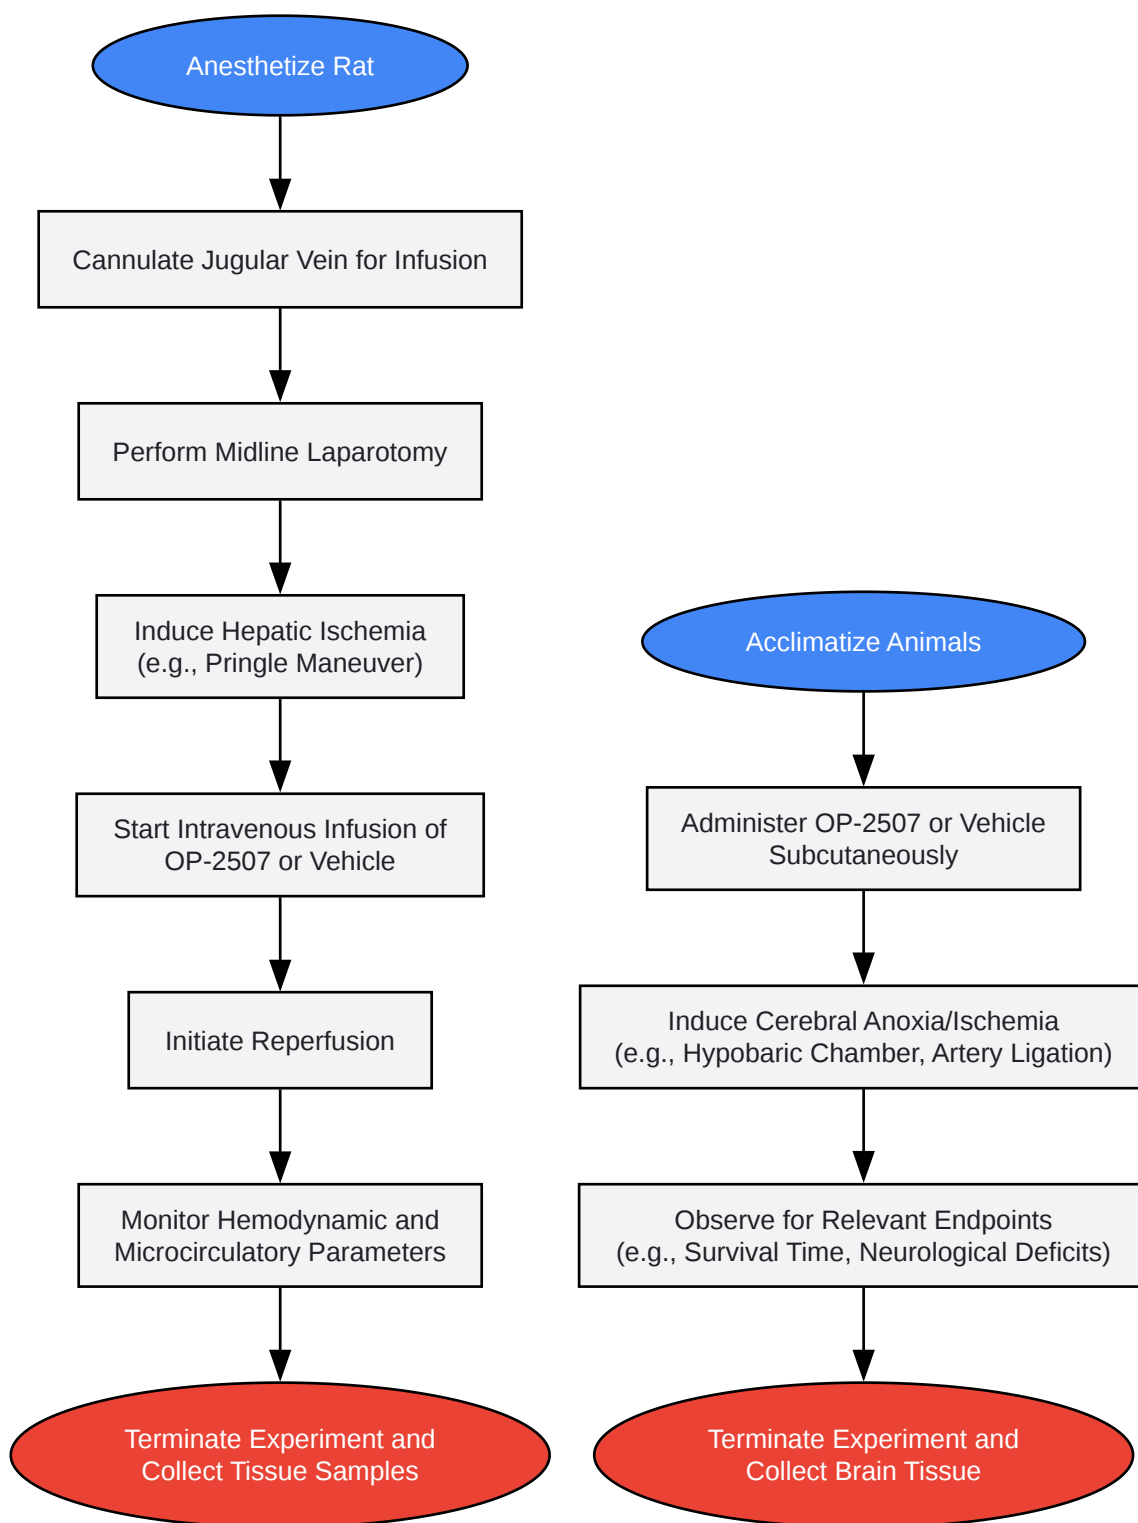 Anesthetize Rat
Cannulate Jugular Vein for Infusion
Perform Midline Laparotomy
Induce Hepatic Ischemia
(e.g., Pringle Maneuver)
Start Intravenous Infusion of
OP-2507 or Vehicle
Initiate Reperfusion
Monitor Hemodynamic and
Microcirculatory Parameters
Terminate Experiment and
Collect Tissue Samples
Acclimatize Animals
Administer OP-2507 or Vehicle
Subcutaneously
Induce Cerebral Anoxia/Ischemia
(e.g., Hypobaric Chamber, Artery Ligation)
Observe for Relevant Endpoints
(e.g., Survival Time, Neurological Deficits)
Terminate Experiment and
Collect Brain Tissue